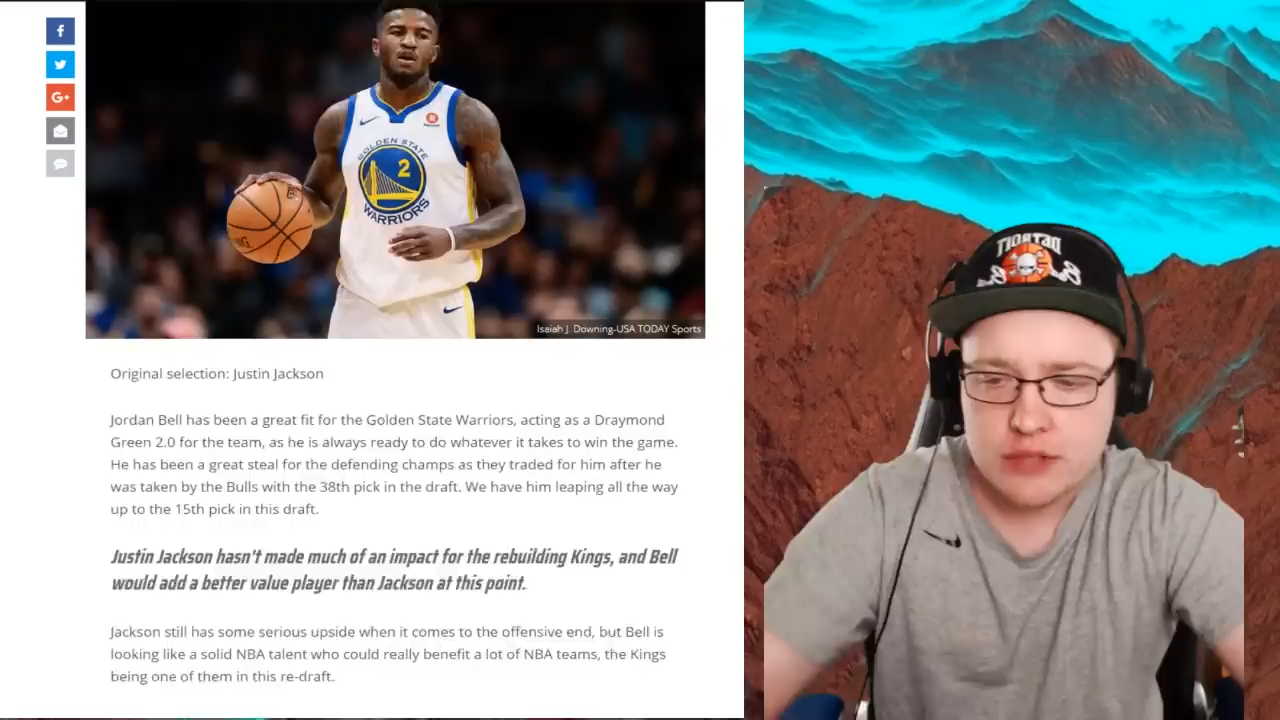 f
G+
R
GOLDEN STATE
2
WARRIORS
Isaiah J. Downing-USA TODAY Sports
DETROIT
Original selection: Justin Jackson
Jordan Bell has been a great fit for the Golden State Warriors, acting as a Draymond
Green 2.0 for the team, as he is always ready to do whatever it takes to win the game.
He has been a great steal for the defending champs as they traded for him after he
was taken by the Bulls with the 38th pick in the draft. We have him leaping all the way
up to the 15th pick in this draft.
Justin Jackson hasn't made much of an impact for the rebuilding Kings, and Bell
would add a better value player than Jackson at this point.
Jackson still has some serious upside when it comes to the offensive end, but Bell is
looking like a solid NBA talent who could really benefit a lot of NBA teams, the Kings
being one of them in this re-draft.